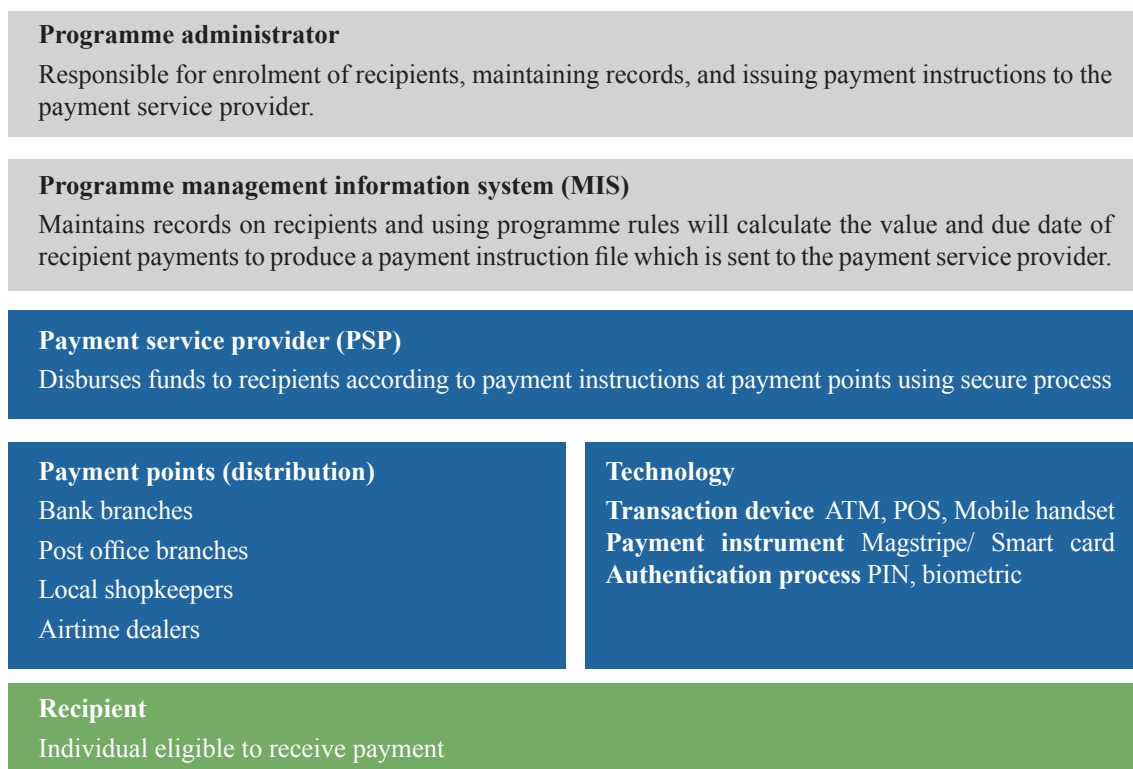 Programme administrator
Responsible for enrolment of recipients, maintaining records, and issuing payment instructions to the
payment service provider.
Programme management information system (MIS)
Maintains records on recipients and using programme rules will calculate the value and due date of
recipient payments to produce a payment instruction file which is sent to the payment service provider.
Payment service provider (PSP)
Disburses funds to recipients according to payment instructions at payment points using secure process
Payment points (distribution)
Bank branches
Post office branches
Local shopkeepers
Airtime dealers
Technology
Transaction device ATM, POS, Mobile handset
Payment instrument Magstripe/ Smart card
Authentication process PIN, biometric
Recipient
Individual eligible to receive payment